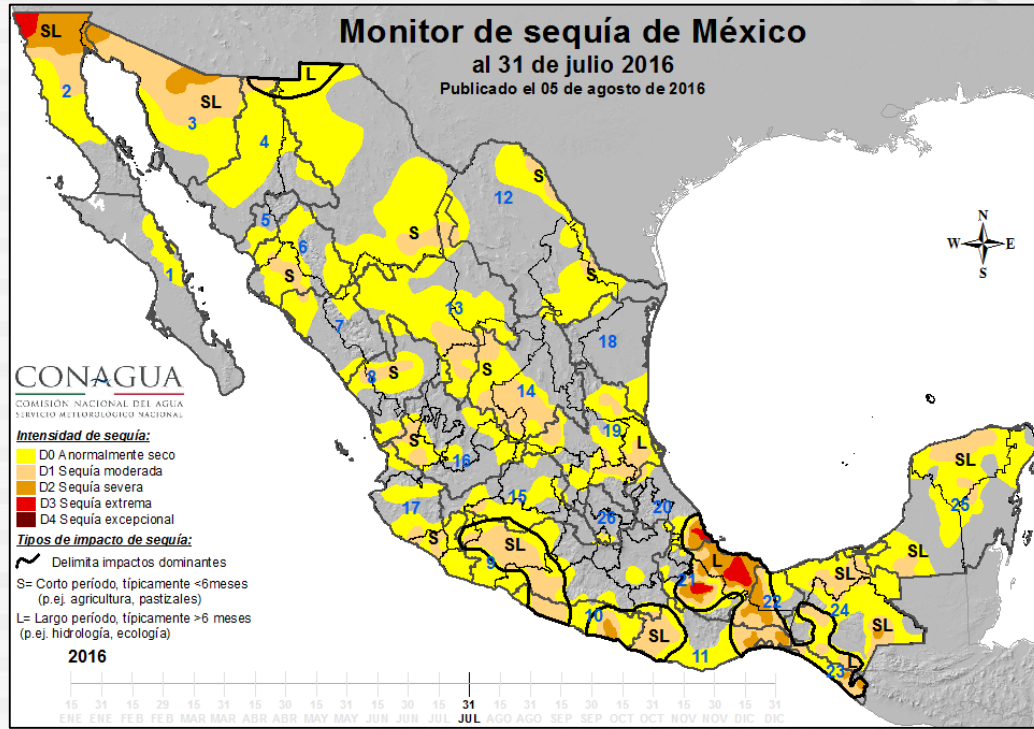 Monitor de sequía de México
al 31 de julio 2016
Publicado el 05 de agosto de 2016
SL
L
2
SL
3
4
S
12
N
W E
S
5
6
S
S
S
1
13
7
18
8
S
S
14
CONAGUA
COMISIÓN NACIONAL DEL AGUA
SERVICIO METEOROLÓGICO NACIONAL
19
L
S
16
SL
25
Intensidad de sequía:
D0 Anormalmente seco
D1 Sequía moderada
D2 Sequía severa
D3 Sequía extrema
D4 Sequía excepcional
15
17
26
20
S
SL
9
L
21
S
SL
22
24
10
SL
11
L
23
Tipos de impacto de sequía:
Delimita impactos dominantes
S= Corto período, típicamente <6meses
(p.ej. agricultura, pastizales)
L= Largo período, típicamente >6 meses
(p.ej. hidrología, ecología)
2016
15 31 15 29 15 31 15 30 15 31 15 30 15 31 15 31 15 30 15 31 15 30 15 31
ENE ENE FEB FEB MAR MAR ABR ABR MAY MAY JUN JUN JUL JUL AGO AGO SEP SEP OCT OCT NOV NOV DIC DIC